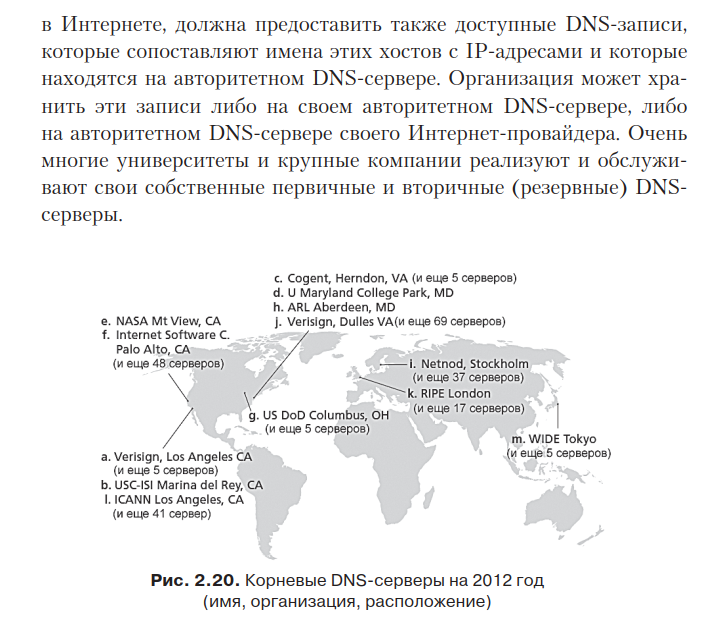 в Интернете, должна предоставить также доступные DNS-записи,
которые сопоставляют имена этих хостов с IP-адресами и которые
находятся на авторитетном DNS-сервере. Организация может хра-
нить эти записи либо на своем авторитетном DNS-сервере, либо
на авторитетном DNS-сервере своего Интернет-провайдера. Очень
многие университеты и крупные компании реализуют и обслужи-
вают свои собственные первичные и вторичные (резервные) DNS-
серверы.
c. Cogent, Herndon, VA (и еще 5 серверов)
d. U Maryland College Park, MD
h. ARL Aberdeen, MD
j. Verisign, Dulles VA(и еще 69 серверов)
e. NASA Mt View, CA
f. Internet Software C.
Palo Alto, CA
(и еще 48 серверов)
i. Netnod, Stockholm
(и еще 37 серверов)
k. RIPE London
(и еще 17 серверов)
g. US DoD Columbus, OH
(и еще 5 серверов)
m. WIDE Tokyo
(и еще 5 серверов)
a. Verisign, Los Angeles CA
(и еще 5 серверов)
b. USC-ISI Marina del Rey, CA
l. ICANN Los Angeles, CA
(и еще 41 сервер)
Рис. 2.20. Корневые DNS-серверы на 2012 год
(имя, организация, расположение)